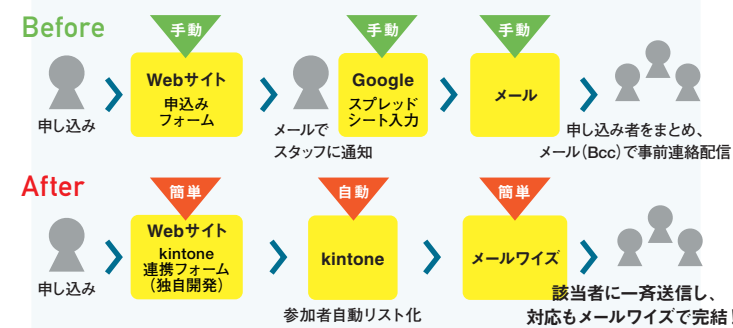 Before
手動
手動
手動
Webサイト
申込み
フォーム
Google
スプレッド
シート入力
メール
申し込み
メールで
スタッフに通知
申し込み者をまとめ、
メール(Bcc)で事前連絡配信
After
簡単
自動
簡単
Webサイト
kintone
連携フォーム
(独自開発)
kintone
メールワイズ
申し込み
参加者自動リスト化
該当者に一斉送信し、
対応もメールワイズで完結!